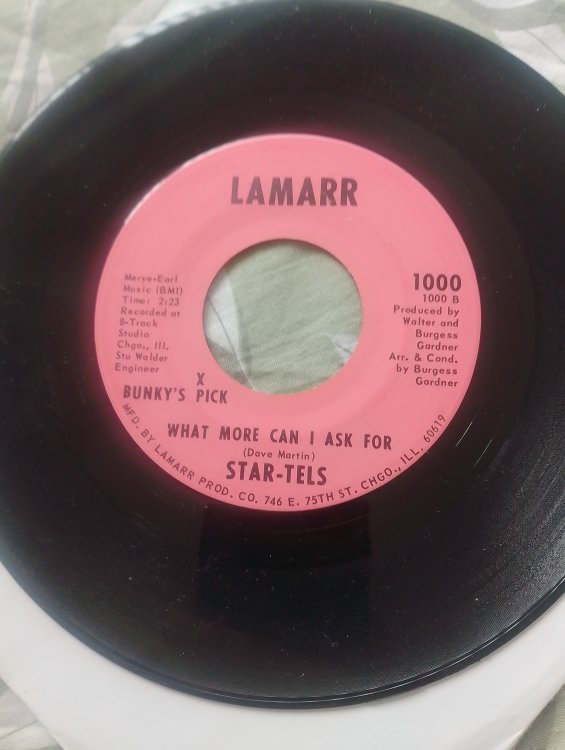 LAMARR
Merye-Earl
Music (BMI)
Time: 2:23
Recorded at
8-Track
Studio
Chgo., Ill.
Stu Walder
Engineer
1000
1000 B
Produced by
Walter and
Burgess
Gardner
Arr. & Cond.
by Burgess
Gardner
X
BUNKY'S PICK
WHAT MORE CAN I ASK FOR
(Dave Martin)
STAR-TELS
MFD. BY LAMARR PROD. CO. 746 E. 75TH ST. CHGO., ILL. 60619